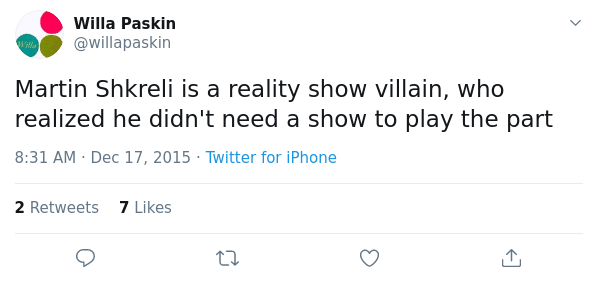 Willa Paskin
@willapaskin
Willa
Martin Shkreli is a reality show villain, who
realized he didn't need a show to play the part
8:31 AM · Dec 17, 2015 · Twitter for iPhone
2 Retweets 7 Likes